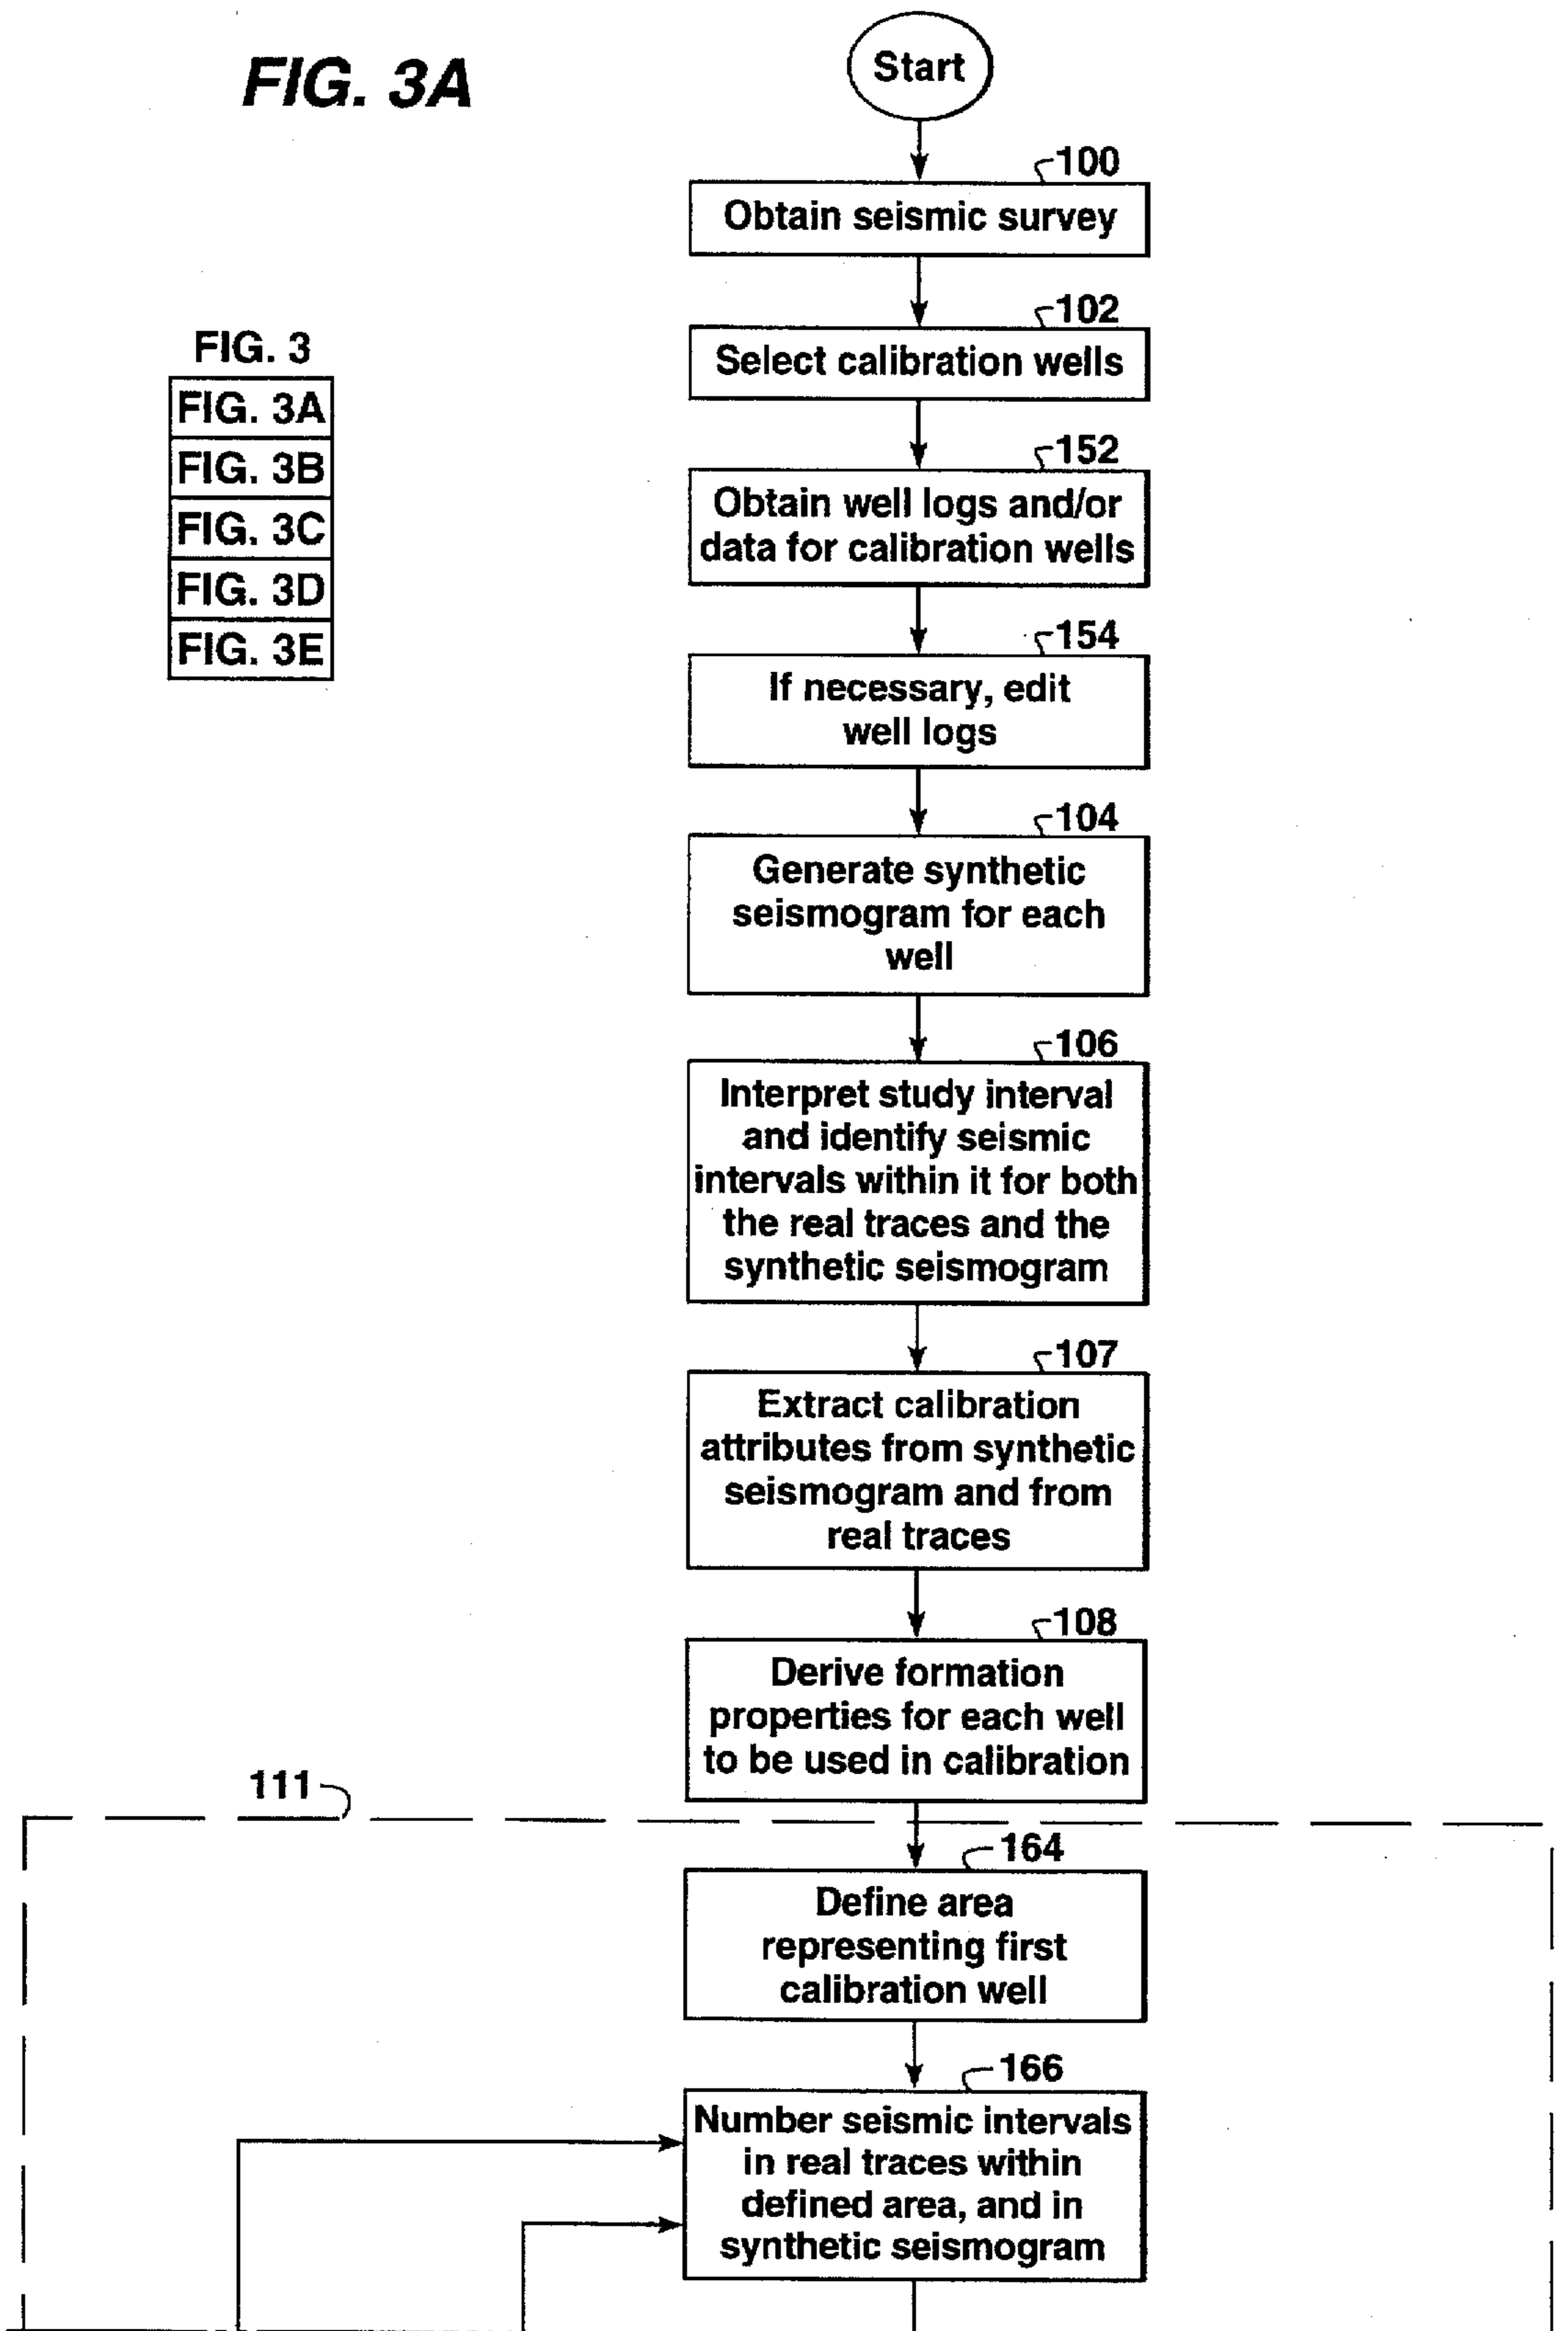 FIG. 3A
Start
100
Obtain seismic survey
102
Select calibration wells
FIG. 3
FIG. 3A
FIG. 3B
FIG. 3C
FIG. 3D
FIG. 3E
152
Obtain well logs and/or
data for calibration wells
154
If necessary, edit
well logs
104
Generate synthetic
seismogram for each
well
106
Interpret study interval
and identify seismic
intervals within it for both
the real traces and the
synthetic seismogram
107
Extract calibration
attributes from synthetic
seismogram and from
real traces
108
Derive formation
properties for each well
to be used in calibration
111
164
Define area
representing first
calibration well
166
Number seismic intervals
in real traces within
defined area, and in
synthetic seismogram